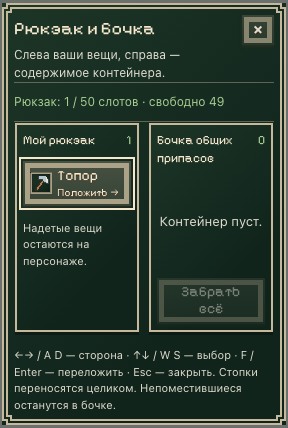 Рюкзак и бочка
×
Слева ваши вещи, справа —
содержимое контейнера.
Рюкзак: 1 / 50 слотов · свободно 49
Мой рюкзак 1
Топор
Положить →
Надетые вещи
остаются на
персонаже.
Бочка общих 0
припасов
Контейнер пуст.
Забрать
всё
←→ / A D — сторона · ↑↓ / W S — выбор · F /
Enter — переложить · Esc — закрыть. Стопки
переносятся целиком. Непоместившиеся
останутся в бочке.